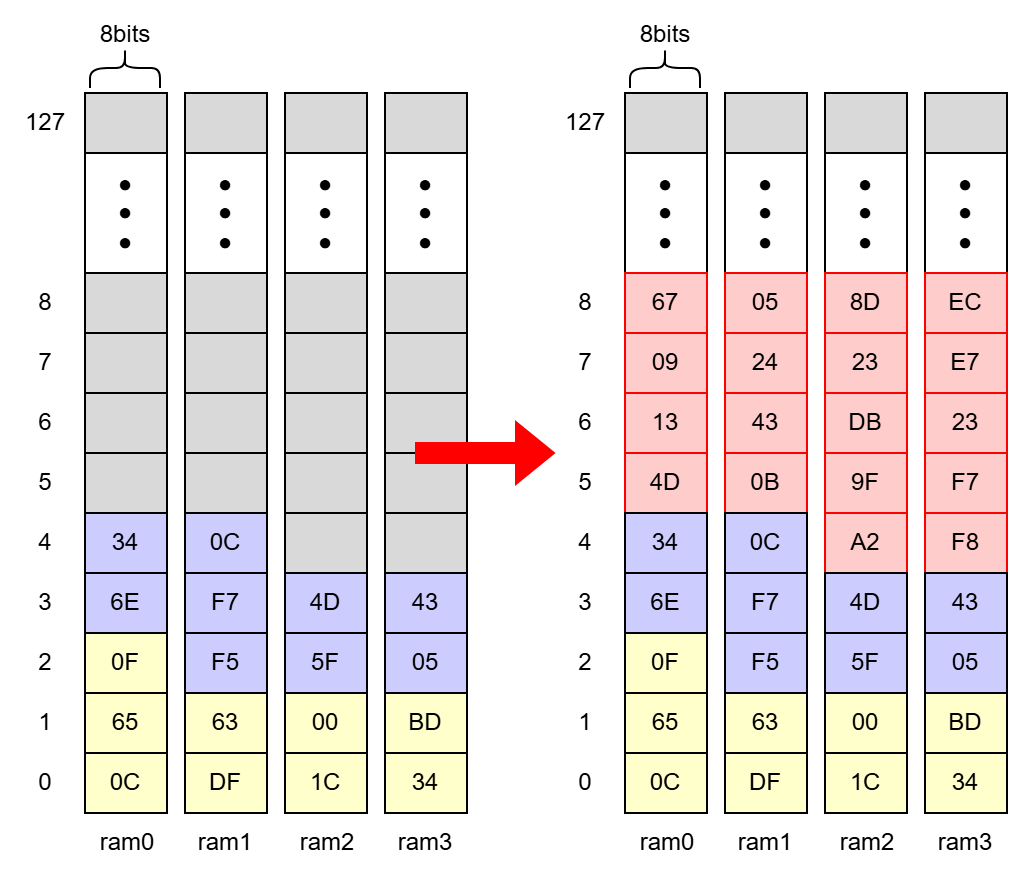 8bits 8bits
127 127
8 8 67 05 8D EC
7 7 09 24 23 E7
6 6 13 43 DB 23
5 5 4D 0B 9F F7
4 34 0C 4 34 0C A2 F8
3 6E F7 4D 43 3 6E F7 4D 43
2 0F F5 5F 05 2 0F F5 5F 05
1 65 63 00 BD 1 65 63 00 BD
0 0C DF 1C 34 0 0C DF 1C 34
ram0 ram1 ram2 ram3 ram0 ram1 ram2 ram3